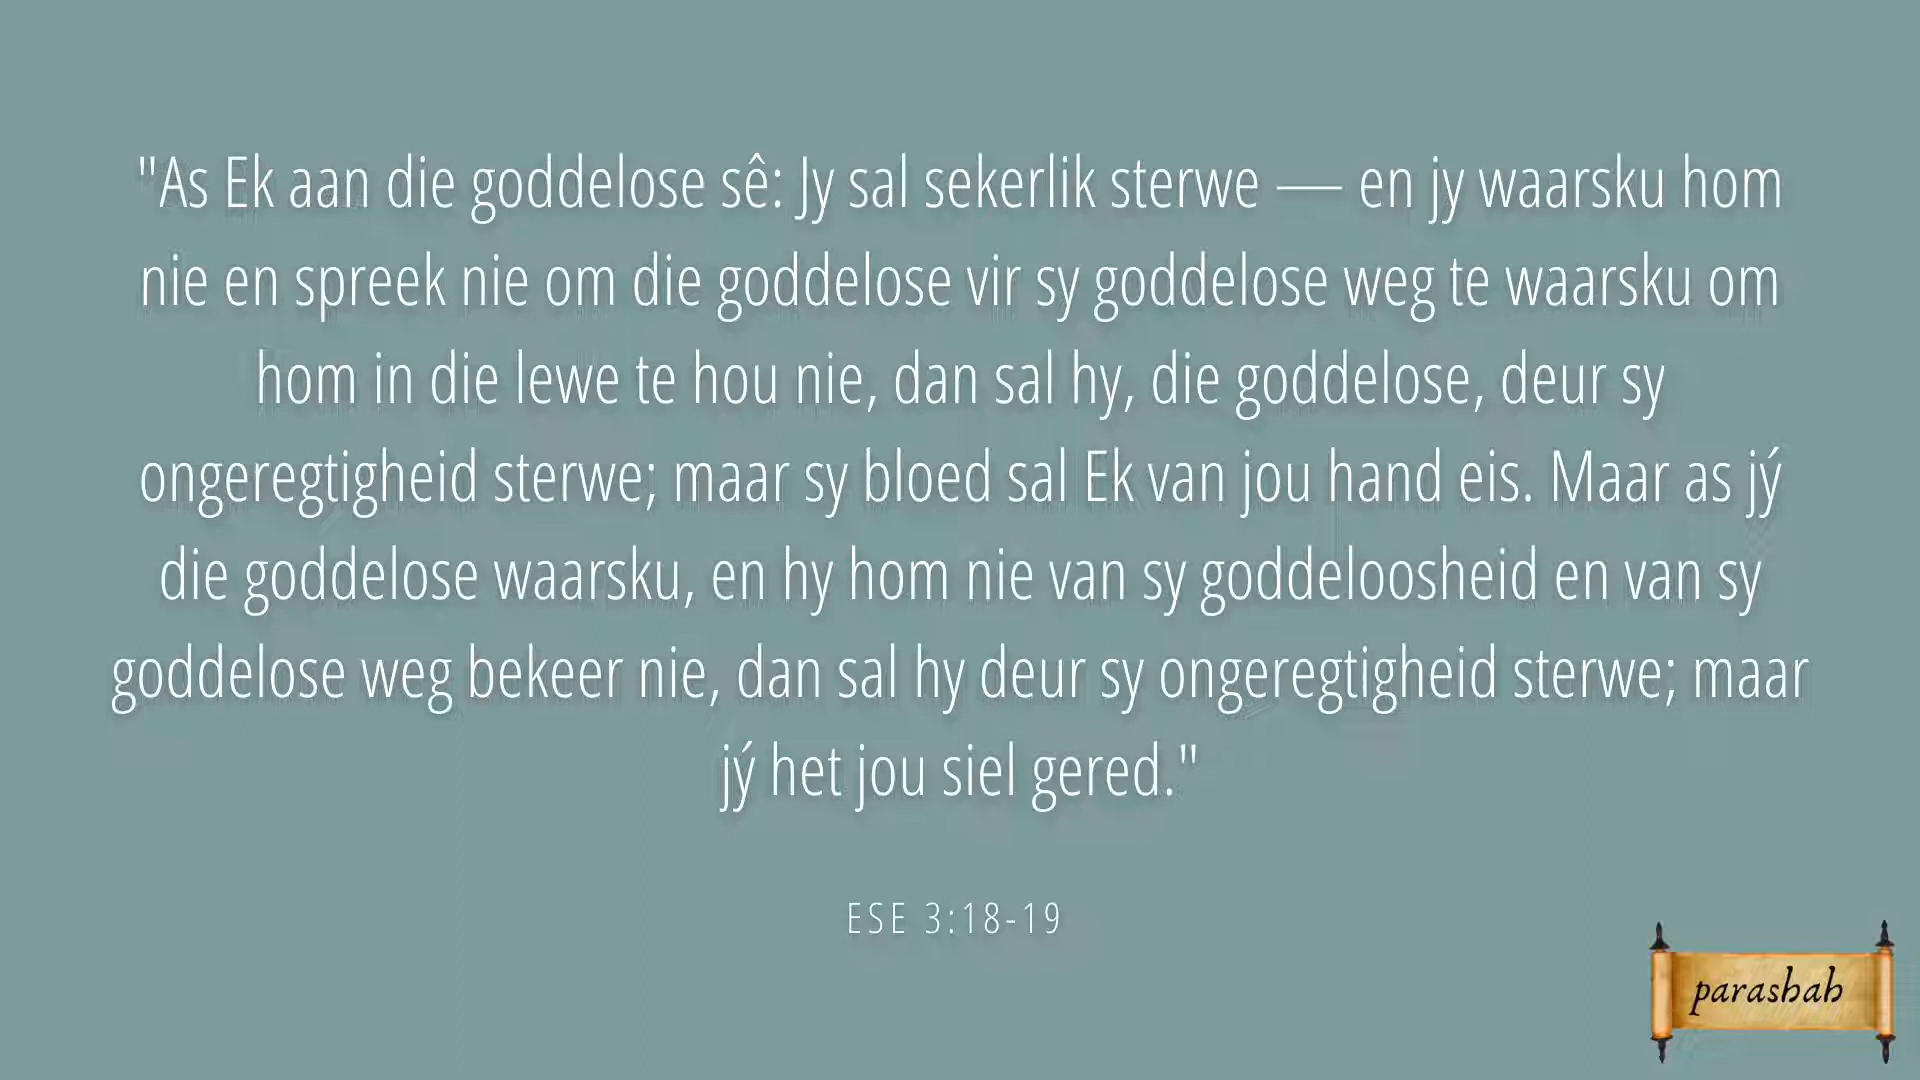 "As Ek aan die goddelose sê: Jy sal sekerlik sterwe — en jy waarsku hom
nie en spreek nie om die goddelose vir sy goddelose weg te waarsku om
hom in die lewe te hou nie, dan sal hy, die goddelose, deur sy
ongeregtigheid sterwe; maar sy bloed sal Ek van jou hand eis. Maar as jý
die goddelose waarsku, en hy hom nie van sy goddeloosheid en van sy
goddelose weg bekeer nie, dan sal hy deur sy ongeregtigheid sterwe; maar
jý het jou siel gered."
ESE 3:18-19
parashah